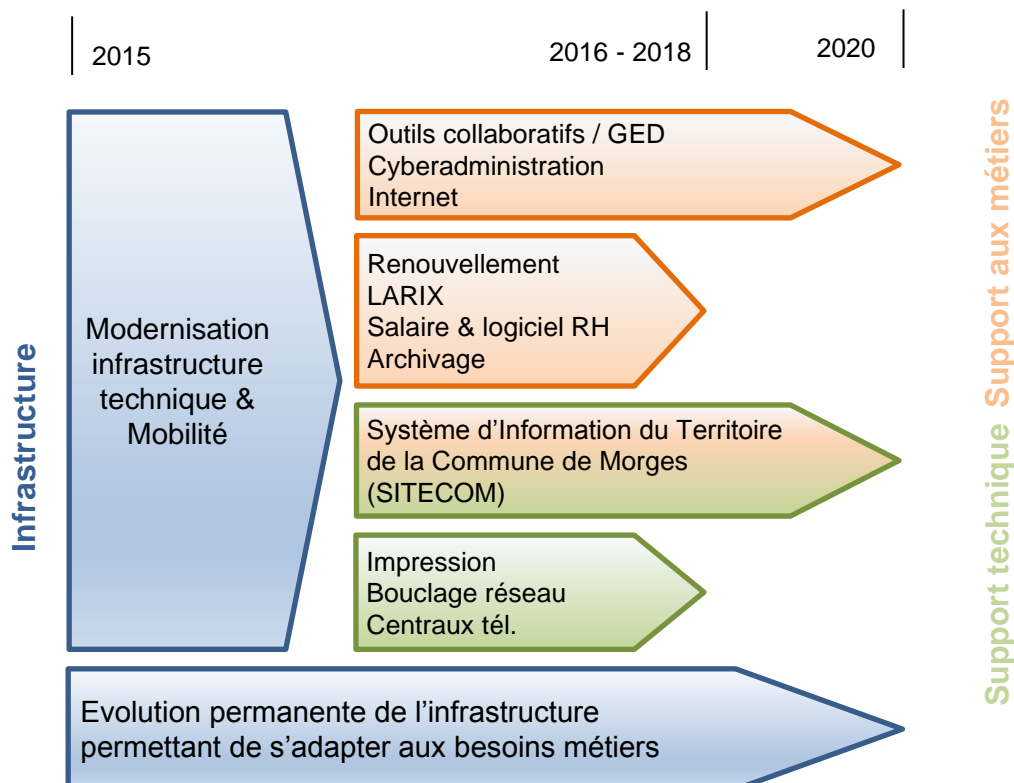 2015
2016 - 2018
2020
Infrastructure
Modernisation
infrastructure
technique &
Mobilité
Outils collaboratifs / GED
Cyberadministration
Internet
Renouvellement
LARIX
Salaire & logiciel RH
Archivage
Système d’Information du Territoire
de la Commune de Morges
(SITECOM)
Impression
Bouclage réseau
Centraux tél.
Support technique Support aux métiers
Evolution permanente de l’infrastructure
permettant de s’adapter aux besoins métiers